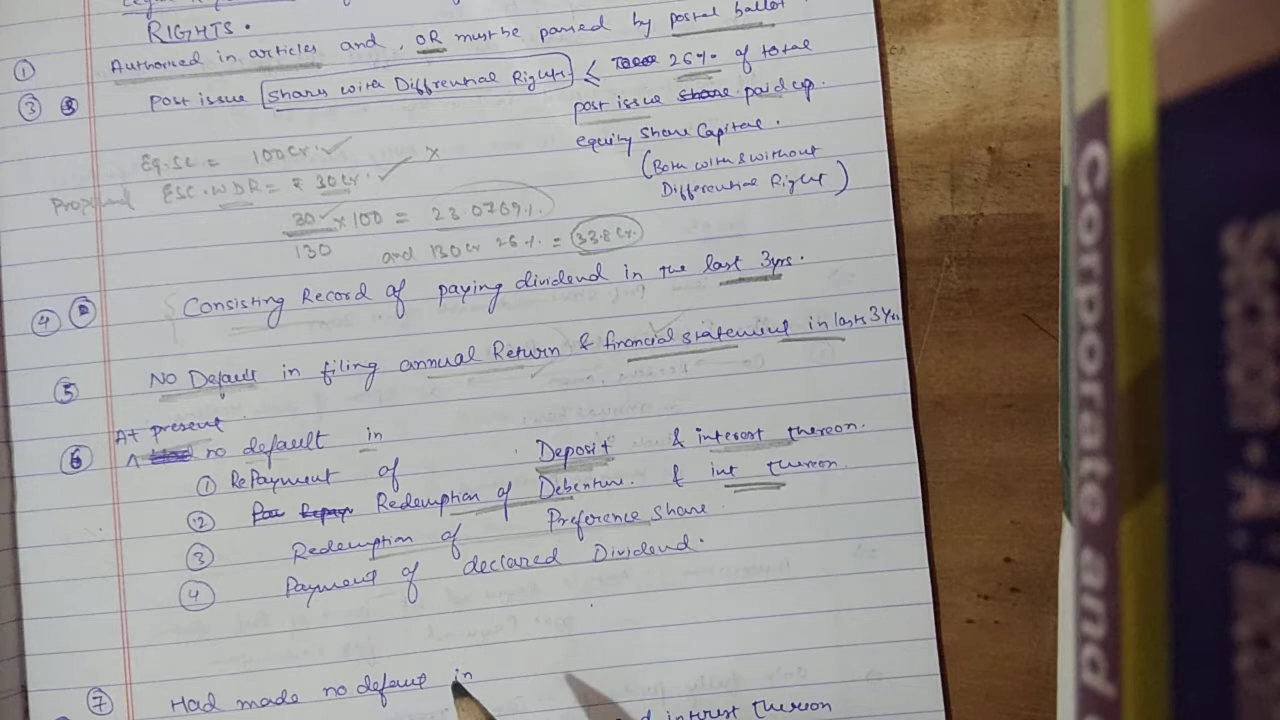 RIGHTS.
① Authorised in articles and, OR must be passed by postal ballot
③ Post issue shares with Differential Rights < 26% of total
post issue share paid up
equity Share Capital.
(Both with & without
Differential Right)
Eq. SC = 100 Cr.
Proposed ESC. WDR = ₹ 30 Cr. ✓ ×
30/130 × 100 = 23.0769%
and 130 Cr 26% = 33.8 Cr.
④ Consisting Record of paying dividend in the last 3yrs.
⑤ NO Default in filing annual Return & financial statement in last 3 Yrs
At present
⑥ ^ Had no default in
① Repayment of Deposit & interest thereon.
② Redemption of Debenture. & int thereon.
③ Redemption of Preference share.
④ Payment of declared Dividend.
⑦ Had made no default in
interest thereon
Corporate and